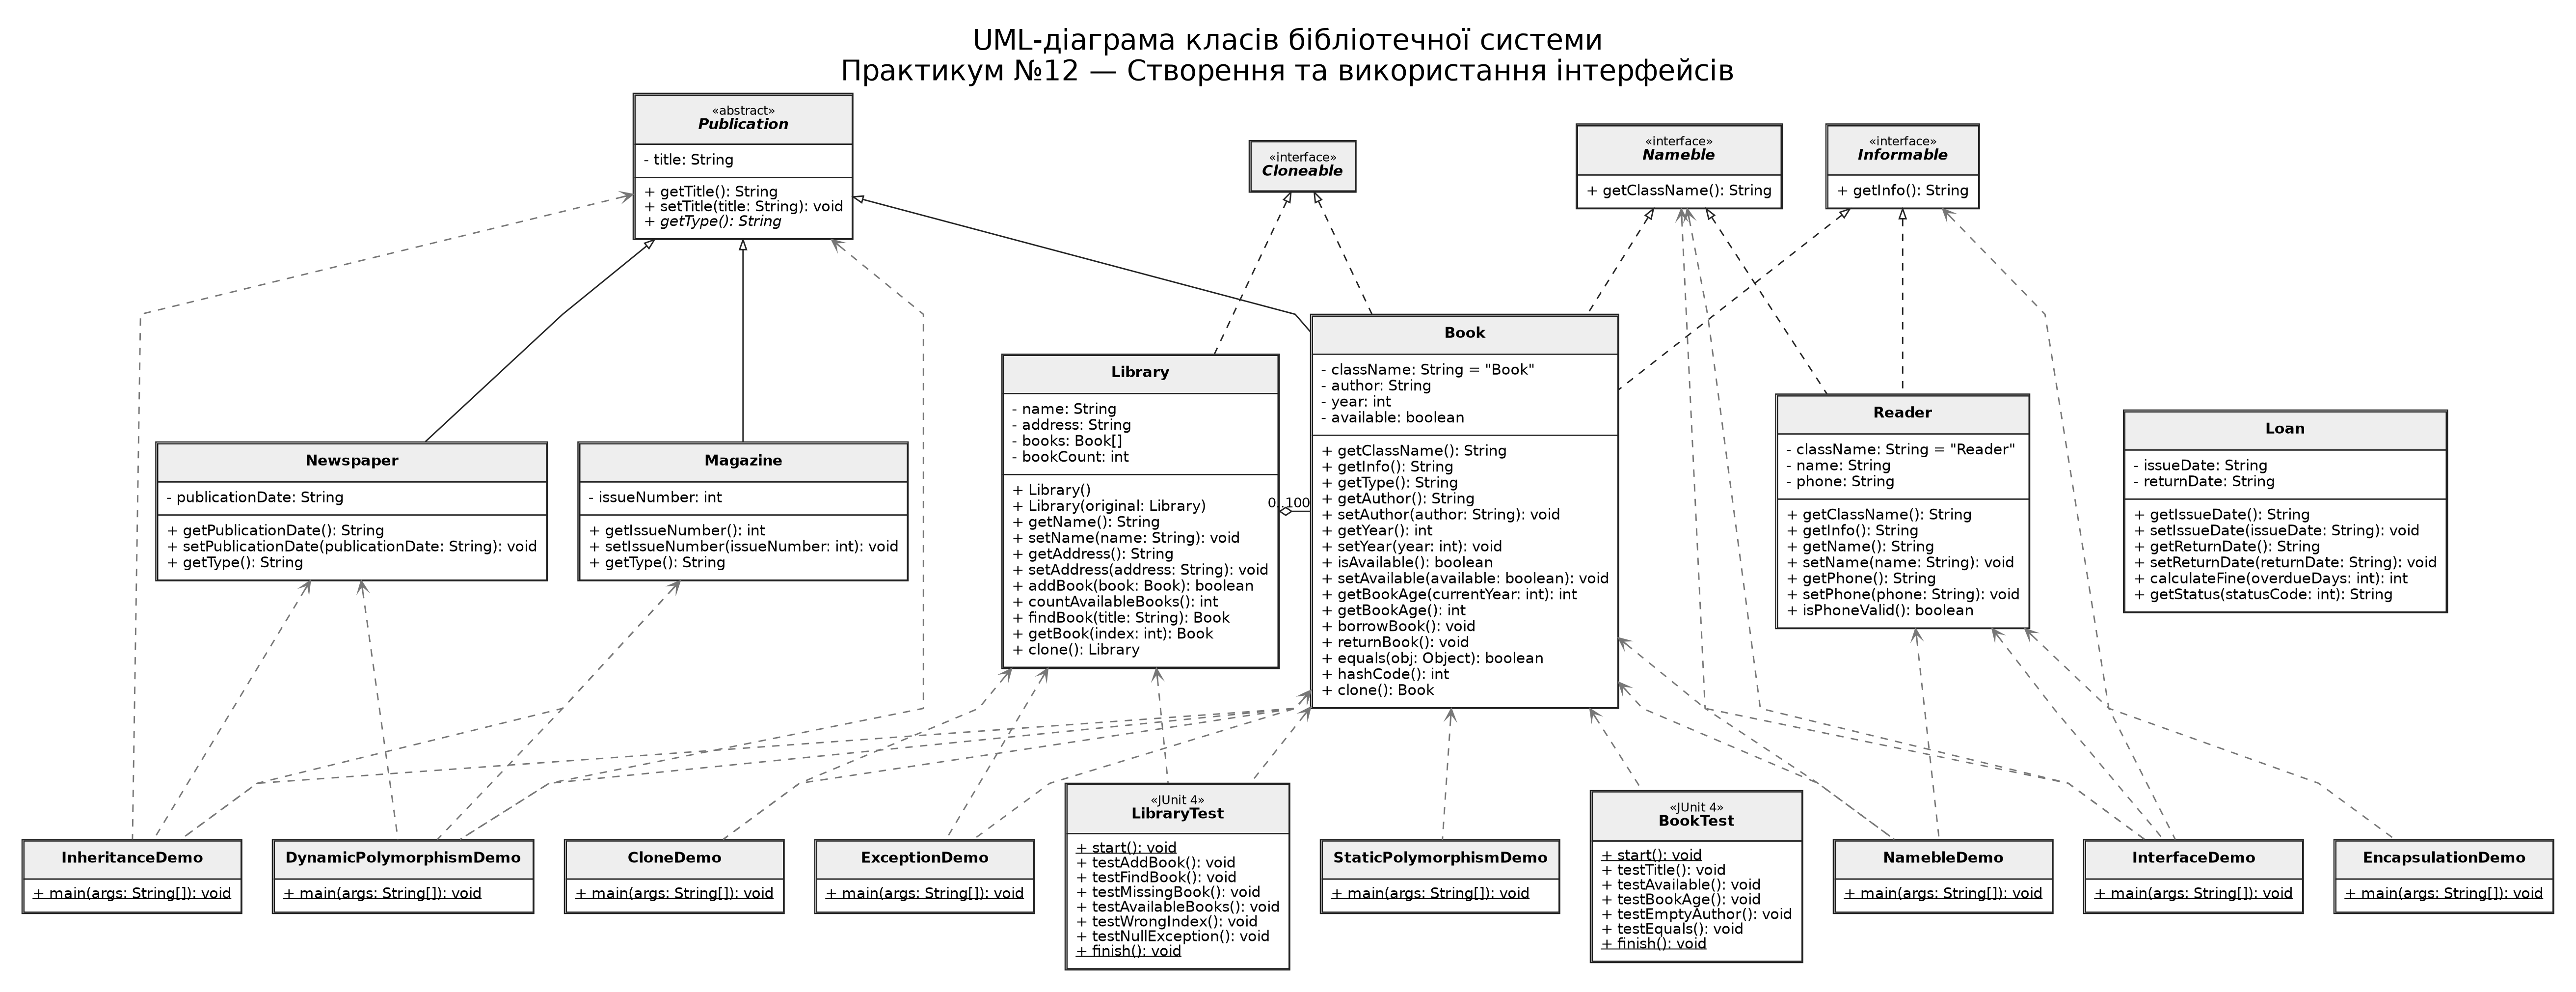 UML-діаграма класів бібліотечної системи
Практикум №12 — Створення та використання інтерфейсів
«abstract»
Publication
- title: String
+ getTitle(): String
+ setTitle(title: String): void
+ getType(): String
«interface»
Cloneable
«interface»
Nameble
+ getClassName(): String
«interface»
Informable
+ getInfo(): String
Newspaper
- publicationDate: String
+ getPublicationDate(): String
+ setPublicationDate(publicationDate: String): void
+ getType(): String
Magazine
- issueNumber: int
+ getIssueNumber(): int
+ setIssueNumber(issueNumber: int): void
+ getType(): String
Library
- name: String
- address: String
- books: Book[]
- bookCount: int
+ Library()
+ Library(original: Library)
+ getName(): String
+ setName(name: String): void
+ getAddress(): String
+ setAddress(address: String): void
+ addBook(book: Book): boolean
+ countAvailableBooks(): int
+ findBook(title: String): Book
+ getBook(index: int): Book
+ clone(): Library
0..100
Book
- className: String = "Book"
- author: String
- year: int
- available: boolean
+ getClassName(): String
+ getInfo(): String
+ getType(): String
+ getAuthor(): String
+ setAuthor(author: String): void
+ getYear(): int
+ setYear(year: int): void
+ isAvailable(): boolean
+ setAvailable(available: boolean): void
+ getBookAge(currentYear: int): int
+ getBookAge(): int
+ borrowBook(): void
+ returnBook(): void
+ equals(obj: Object): boolean
+ hashCode(): int
+ clone(): Book
Reader
- className: String = "Reader"
- name: String
- phone: String
+ getClassName(): String
+ getInfo(): String
+ getName(): String
+ setName(name: String): void
+ getPhone(): String
+ setPhone(phone: String): void
+ isPhoneValid(): boolean
Loan
- issueDate: String
- returnDate: String
+ getIssueDate(): String
+ setIssueDate(issueDate: String): void
+ getReturnDate(): String
+ setReturnDate(returnDate: String): void
+ calculateFine(overdueDays: int): int
+ getStatus(statusCode: int): String
InheritanceDemo
+ main(args: String[]): void
DynamicPolymorphismDemo
+ main(args: String[]): void
CloneDemo
+ main(args: String[]): void
ExceptionDemo
+ main(args: String[]): void
«JUnit 4»
LibraryTest
+ start(): void
+ testAddBook(): void
+ testFindBook(): void
+ testMissingBook(): void
+ testAvailableBooks(): void
+ testWrongIndex(): void
+ testNullException(): void
+ finish(): void
StaticPolymorphismDemo
+ main(args: String[]): void
«JUnit 4»
BookTest
+ start(): void
+ testTitle(): void
+ testAvailable(): void
+ testBookAge(): void
+ testEmptyAuthor(): void
+ testEquals(): void
+ finish(): void
NamebleDemo
+ main(args: String[]): void
InterfaceDemo
+ main(args: String[]): void
EncapsulationDemo
+ main(args: String[]): void